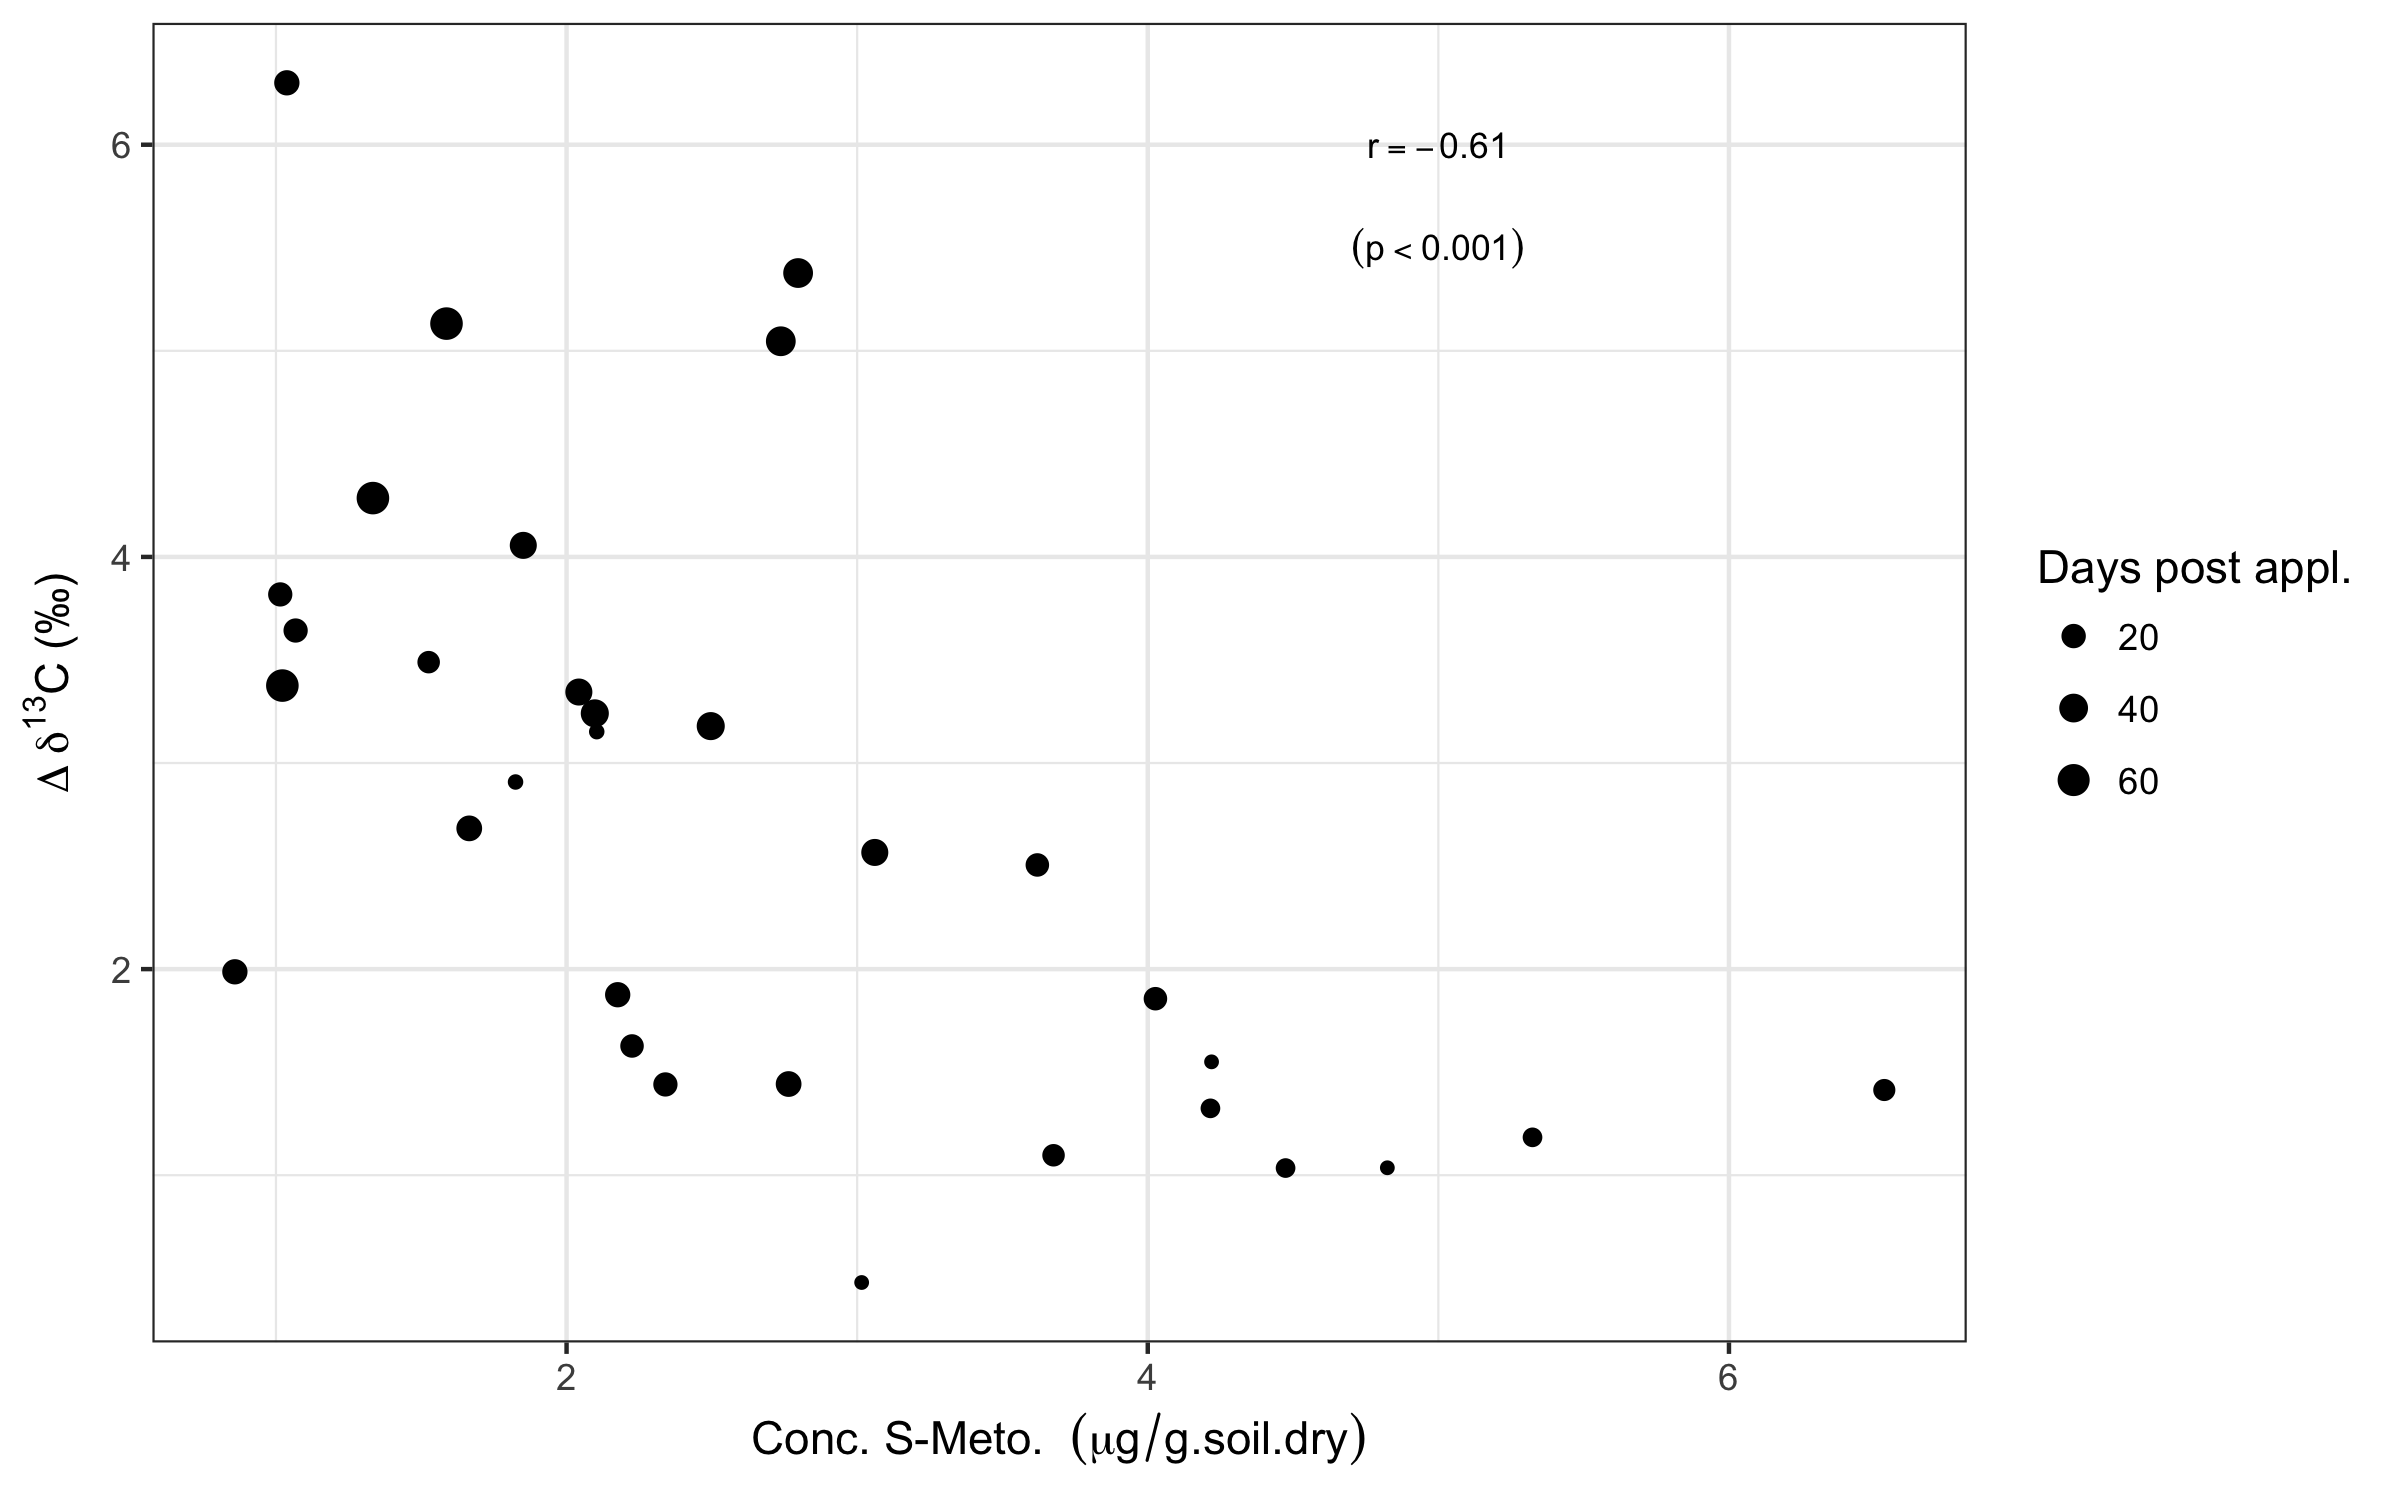 6
4
2
Δ δ¹³C (‰)
r = −0.61
(p < 0.001)
2
4
6
Conc. S-Meto. (μg/g.soil.dry)
Days post appl.
20
40
60